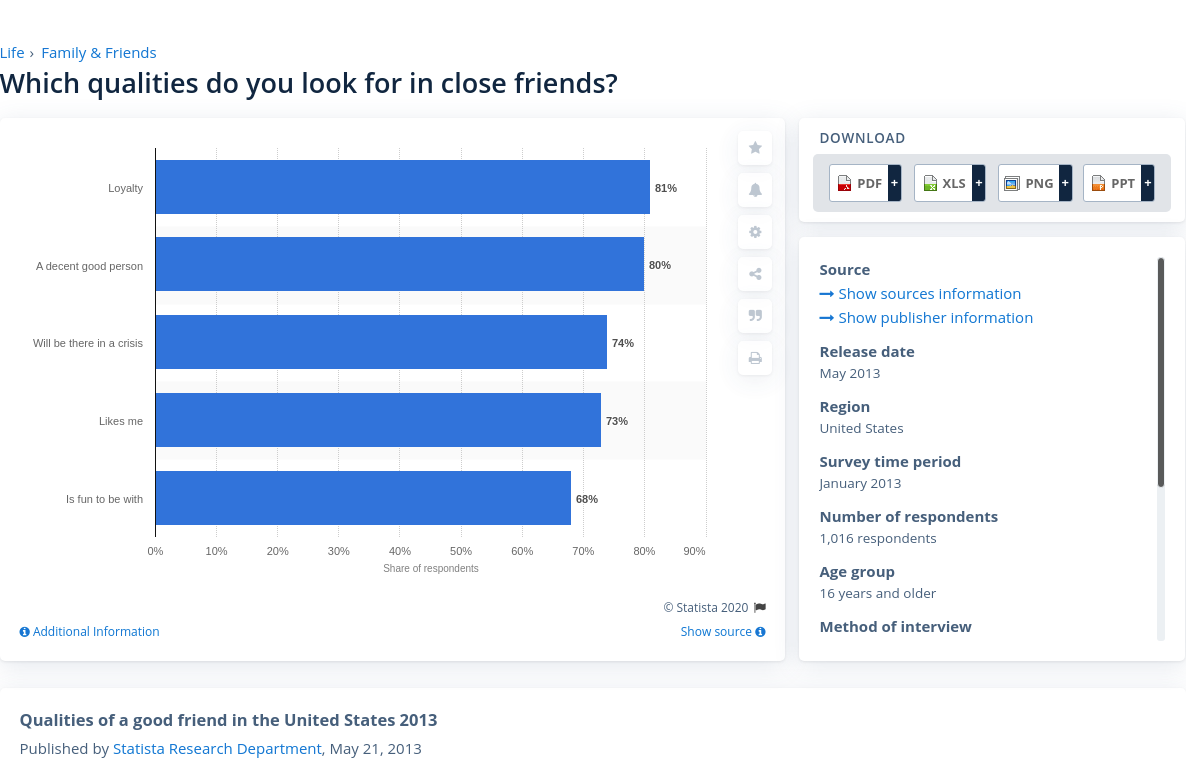 Life › Family & Friends
Which qualities do you look for in close friends?
Loyalty
81%
A decent good person
80%
Will be there in a crisis
74%
Likes me
73%
Is fun to be with
68%
0% 10% 20% 30% 40% 50% 60% 70% 80% 90%
Share of respondents
© Statista 2020
Additional Information
Show source
DOWNLOAD
PDF + XLS + PNG + PPT +
Source
Show sources information
Show publisher information
Release date
May 2013
Region
United States
Survey time period
January 2013
Number of respondents
1,016 respondents
Age group
16 years and older
Method of interview
Qualities of a good friend in the United States 2013
Published by Statista Research Department, May 21, 2013